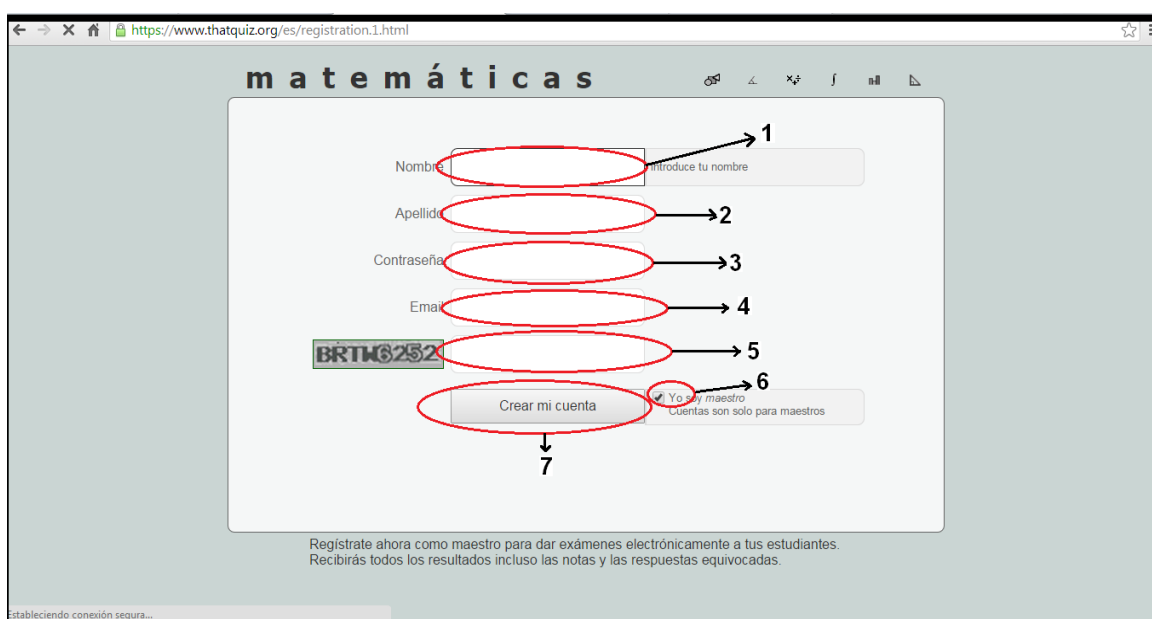 https://www.thatquiz.org/es/registration.1.html
matemáticas
1
Nombre Introduce tu nombre
Apellido 2
Contraseña 3
Email 4
BRTW6252 5
6
Crear mi cuenta Yo soy maestro
Cuentas son solo para maestros
7
Regístrate ahora como maestro para dar exámenes electrónicamente a tus estudiantes.
Recibirás todos los resultados incluso las notas y las respuestas equivocadas.
Estableciendo conexión segura...